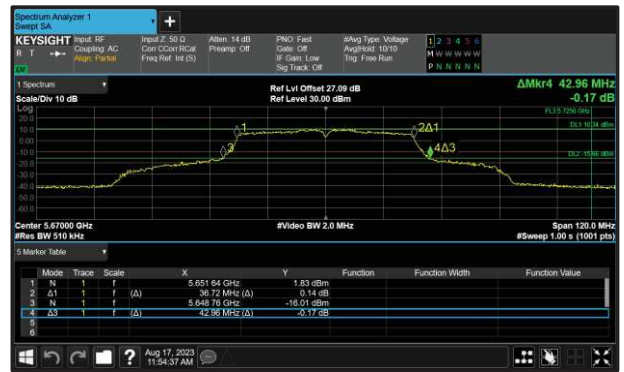 Spectrum Analyzer 1
Swept SA
+
KEYSIGHT Input: RF Input Z: 50 Ω Atten: 14 dB PNO: Fast #Avg Type: Voltage 1 2 3 4 5 6
R T Coupling: AC Corr CCorr RCal Preamp: Off Gate: Off Avg|Hold: 10/10 M W W W W W
Align: Partial Freq Ref: Int (S) IF Gain: Low Trig: Free Run
Sig Track: Off P N N N N N
1 Spectrum Ref Lvl Offset 27.09 dB ΔMkr4 42.96 MHz
Scale/Div 10 dB Ref Level 30.00 dBm -0.17 dB
Log
20.0
10.0
0.00
-10.0
-20.0
-30.0
-40.0
-50.0
-60.0
1
2Δ1
3
4Δ3
DL1 10.34 dBm
DL2 -15.66 dBm
Center 5.67000 GHz #Video BW 2.0 MHz Span 120.0 MHz
#Res BW 510 kHz #Sweep 1.00 s (1001 pts)
5 Marker Table
Mode Trace Scale X Y Function Function Width Function Value
1 N 1 f 5.651 64 GHz 1.83 dBm
2 Δ1 1 f (Δ) 36.72 MHz (Δ) 0.14 dB
3 N 1 f 5.648 76 GHz -16.01 dBm
4 Δ3 1 f (Δ) 42.96 MHz (Δ) -0.17 dB
5
6
? Aug 17, 2023
11:54:37 AM